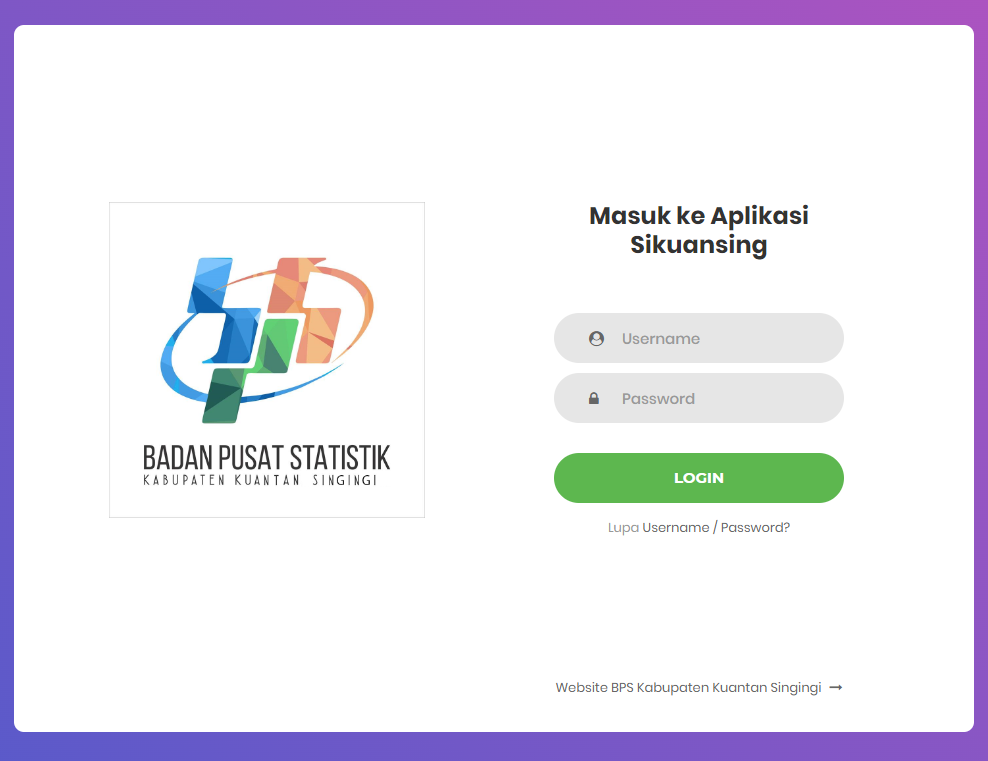 BADAN PUSAT STATISTIK
KABUPATEN KUANTAN SINGINGI
Masuk ke Aplikasi
Sikuansing
Username
Password
LOGIN
Lupa Username / Password?
Website BPS Kabupaten Kuantan Singingi